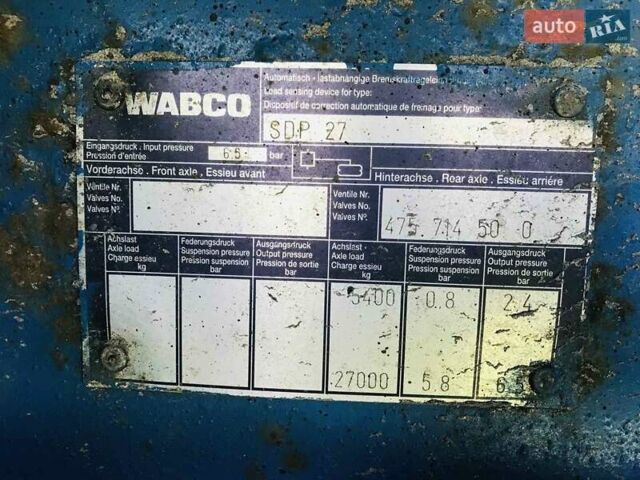 auto RIA.com
WABCO
Automatisch - lastabhängige Bremskraftregelei
Load sensing device for type:
Dispositif de correction automatique de freinage pour type:
SDP 27
Eingangsdruck . Input pressure
Pression d'entrée
6.5 bar
Vorderachse . Front axle . Essieu avant
Hinterachse . Rear axle . Essieu arriére
Ventile Nr.
Valves No.
Valves Nº.
Ventile Nr.
Valves No.
Valves Nº.
475 714 50 0
Achslast
Axle load
Charge essieu
kg
Federungsdruck
Suspension pressure
Pression suspension
bar
Ausgangsdruck
Output pressure
Pression de sortie
bar
Achslast
Axle load
Charge essieu
kg
Federungsdruck
Suspension pressure
Pression suspension
bar
Ausgangsdruck
Output pressure
Pression de sortie
bar
5400 0.8 2.4
27000 5.8 6.5